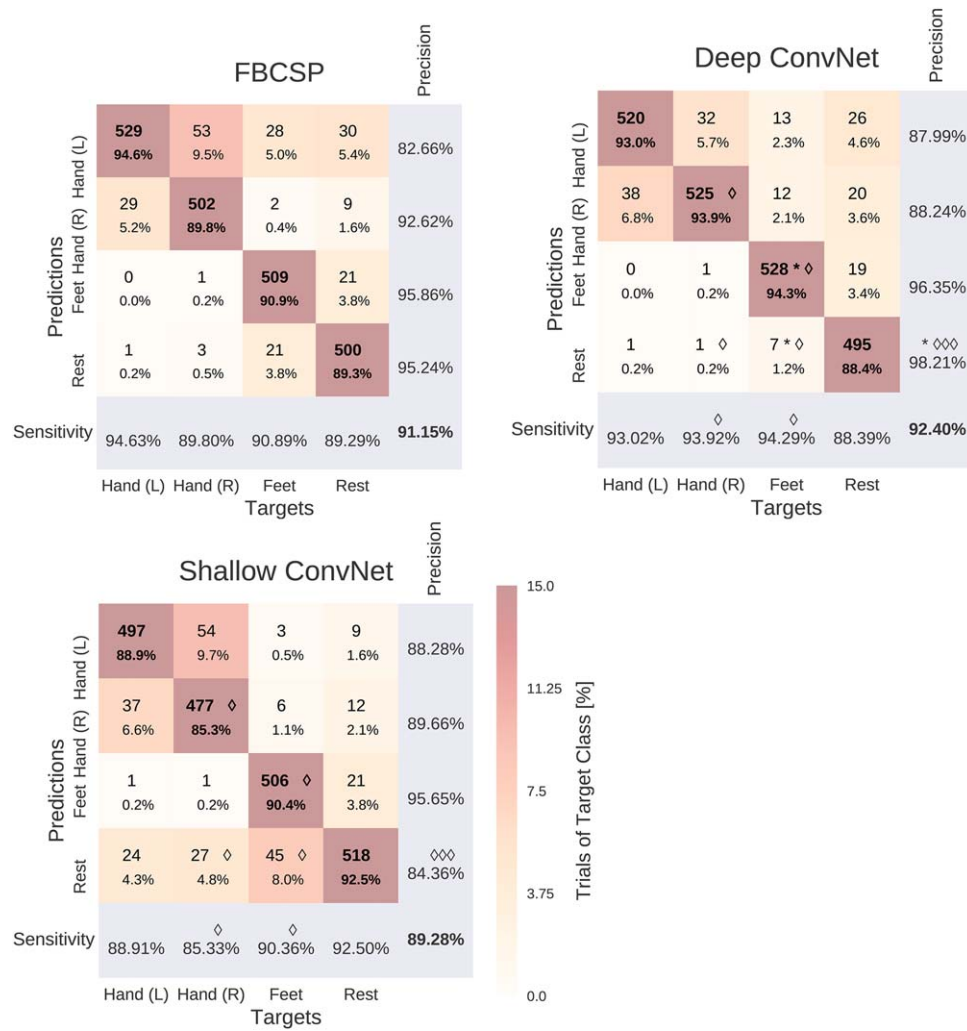 FBCSP
Precision
Predictions
Hand (L)
529 53 28 30
94.6% 9.5% 5.0% 5.4%
82.66%
Hand (R)
29 502 2 9
5.2% 89.8% 0.4% 1.6%
92.62%
Feet
0 1 509 21
0.0% 0.2% 90.9% 3.8%
95.86%
Rest
1 3 21 500
0.2% 0.5% 3.8% 89.3%
95.24%
Sensitivity 94.63% 89.80% 90.89% 89.29% 91.15%
Hand (L) Hand (R) Feet Rest
Targets
Deep ConvNet
Precision
Predictions
Hand (L)
520 32 13 26
93.0% 5.7% 2.3% 4.6%
87.99%
Hand (R)
38 525 ◊ 12 20
6.8% 93.9% 2.1% 3.6%
88.24%
Feet
0 1 528 * ◊ 19
0.0% 0.2% 94.3% 3.4%
96.35%
Rest
1 1 ◊ 7 * ◊ 495
0.2% 0.2% 1.2% 88.4%
* ◊◊◊
98.21%
◊ ◊
Sensitivity 93.02% 93.92% 94.29% 88.39% 92.40%
Hand (L) Hand (R) Feet Rest
Targets
Shallow ConvNet
Precision
Predictions
Hand (L)
497 54 3 9
88.9% 9.7% 0.5% 1.6%
88.28%
Hand (R)
37 477 ◊ 6 12
6.6% 85.3% 1.1% 2.1%
89.66%
Feet
1 1 506 ◊ 21
0.2% 0.2% 90.4% 3.8%
95.65%
Rest
24 27 ◊ 45 ◊ 518
4.3% 4.8% 8.0% 92.5%
◊◊◊
84.36%
◊ ◊
Sensitivity 88.91% 85.33% 90.36% 92.50% 89.28%
Hand (L) Hand (R) Feet Rest
Targets
15.0
11.25
7.5
3.75
0.0
Trials of Target Class [%]